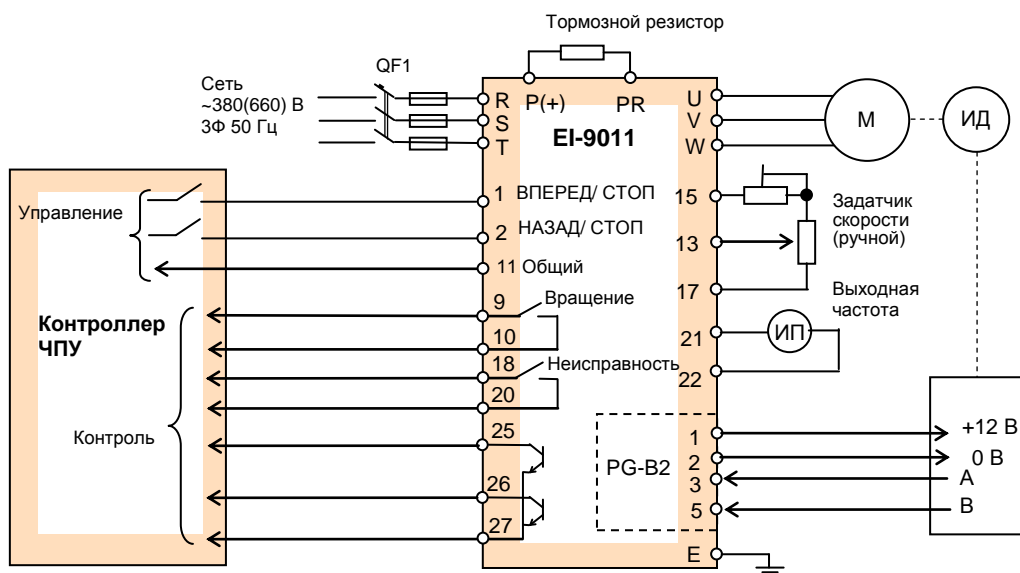 Тормозной резистор
QF1
Сеть
~380(660) В
3Ф 50 Гц
R
S
T
P(+)
PR
EI-9011
U
V
W
М
ИД
Управление
1
ВПЕРЕД/ СТОП
2
НАЗАД/ СТОП
11
Общий
15
13
17
Задатчик
скорости
(ручной)
Контроллер
ЧПУ
9
Вращение
10
18
Неисправность
20
21
22
ИП
Выходная
частота
Контроль
25
26
27
PG-B2
1
2
3
5
E
+12 В
0 В
А
В